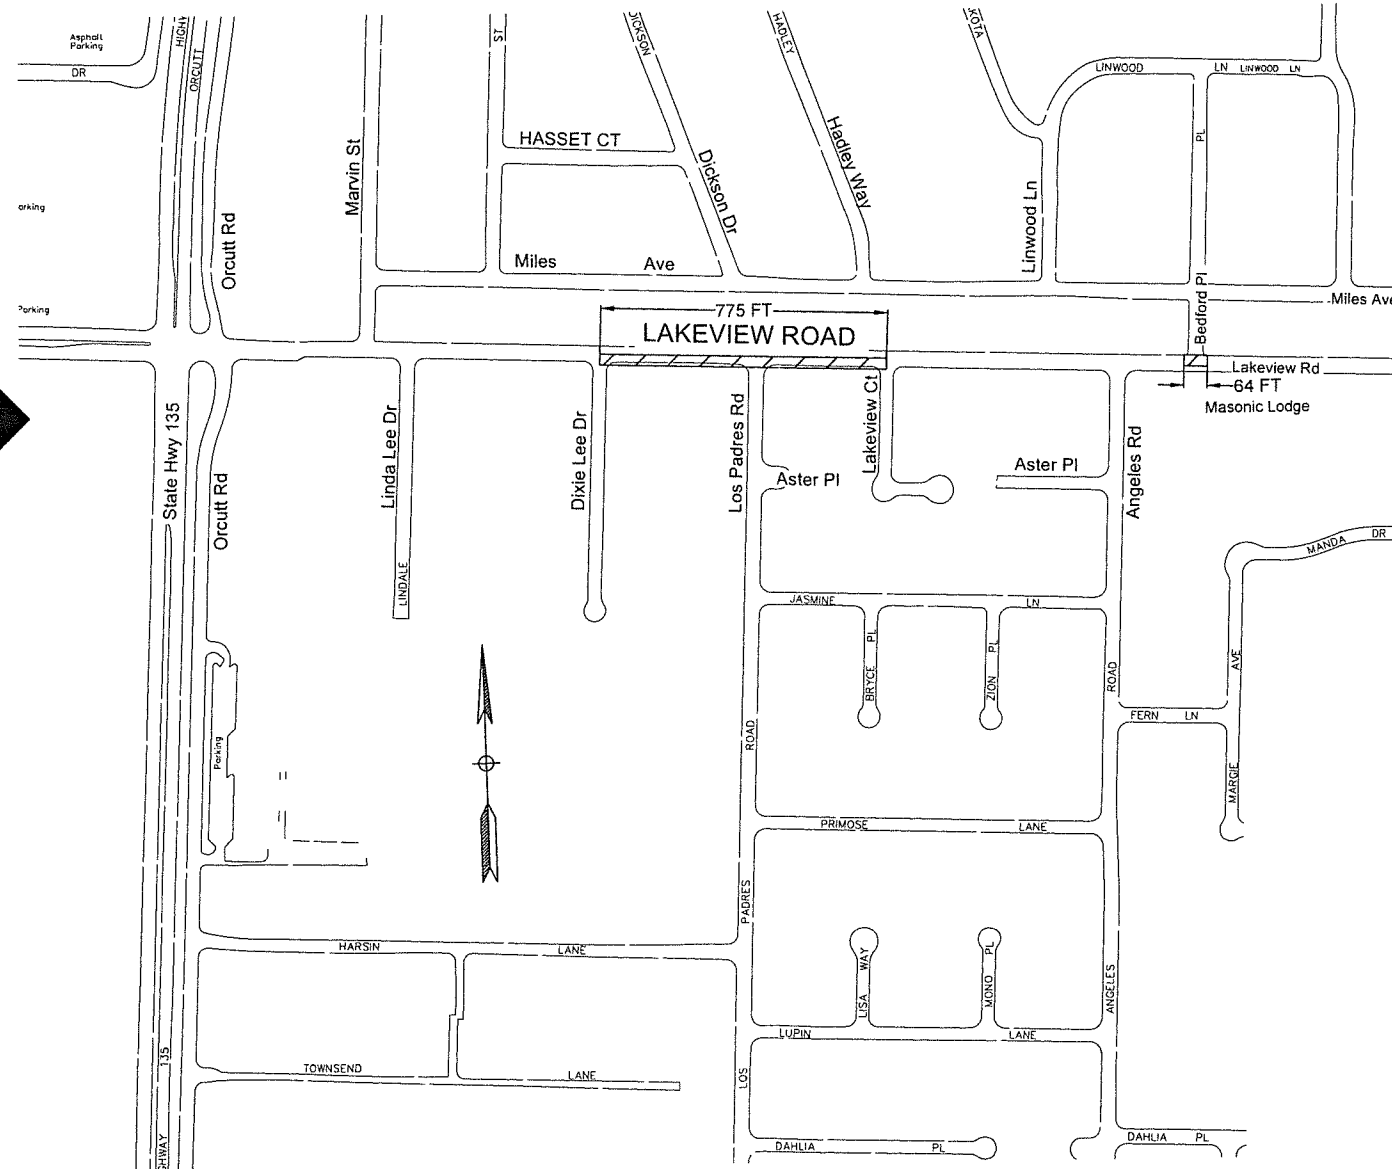 Asphalt
Parking
DR
HIGHW
ORCUTT
ST
DICKSON
HADLEY
KOTA
LINWOOD LN LINWOOD LN
PL
HASSET CT
Marvin St
Dickson Dr
Hadley Way
Linwood Ln
arking
Orcutt Rd
Miles Ave
Bedford Pl
Miles Ave
Parking
775 FT
LAKEVIEW ROAD
Lakeview Rd
64 FT
Masonic Lodge
State Hwy 135
Orcutt Rd
Linda Lee Dr
Dixie Lee Dr
Los Padres Rd
Lakeview Ct
Aster Pl
Aster Pl
Angeles Rd
MANDA DR
LINDALE
JASMINE LN
BRYCE PL
ZION PL
ROAD
AVE
FERN LN
MARGIE
ROAD
Parking
PRIMOSE LANE
PADRES
HARSIN LANE
LISA WAY
MONO PL
ANGELES
LUPIN LANE
135
TOWNSEND LANE
LOS
GHWAY
DAHLIA PL
DAHLIA PL